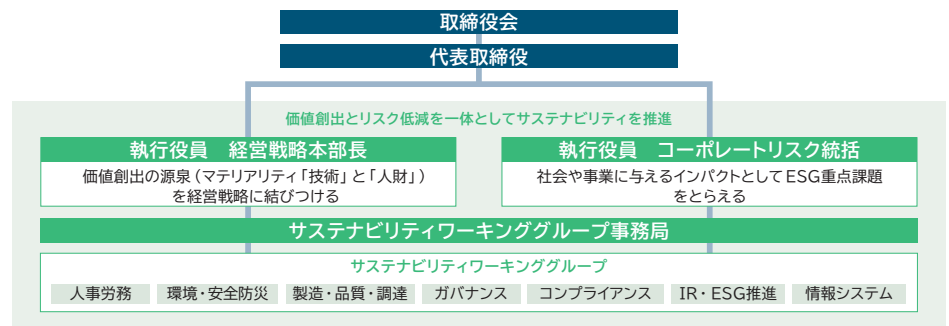 取締役会
代表取締役
価値創出とリスク低減を一体としてサステナビリティを推進
執行役員　経営戦略本部長
価値創出の源泉（マテリアリティ「技術」と「人財」）
を経営戦略に結びつける
執行役員　コーポレートリスク統括
社会や事業に与えるインパクトとしてESG重点課題
をとらえる
サステナビリティワーキンググループ事務局
サステナビリティワーキンググループ
人事労務　環境・安全防災　製造・品質・調達　ガバナンス　コンプライアンス　IR・ESG推進　情報システム